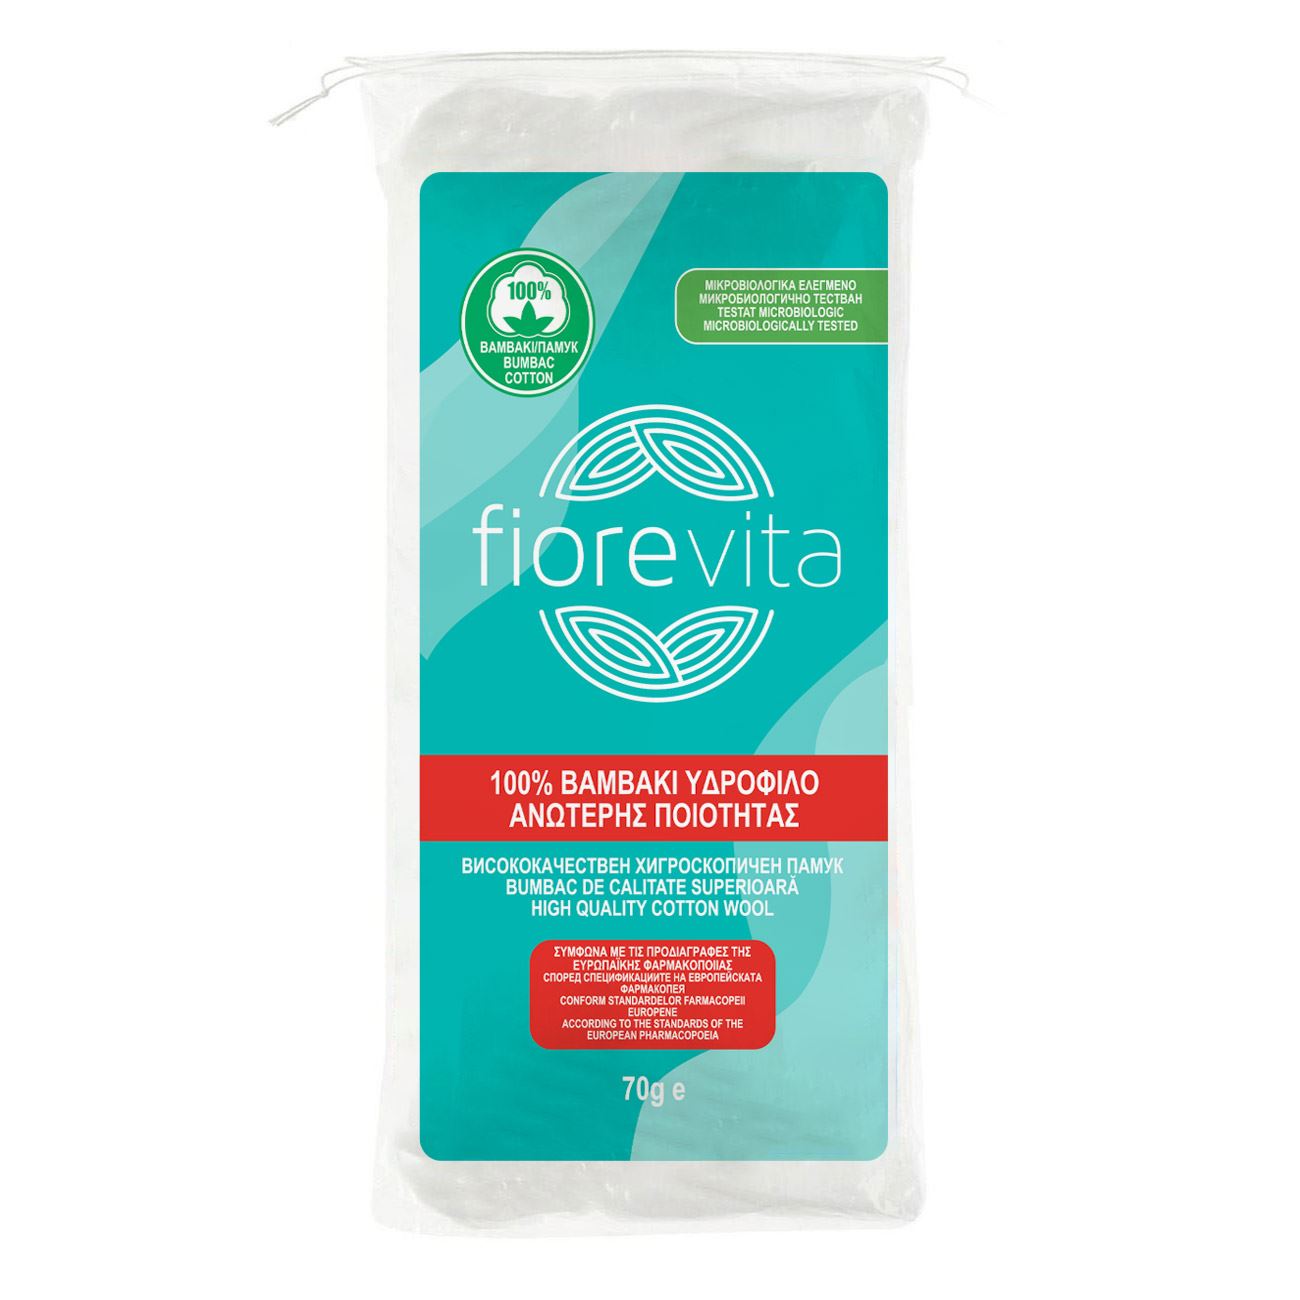 100%
ΒΑΜΒΑΚΙ/ПАМУК
BUMBAC
COTTON
ΜΙΚΡΟΒΙΟΛΟΓΙΚΑ ΕΛΕΓΜΕΝΟ
МИКРОБИОЛОГИЧНО ТЕСТВАН
TESTAT MICROBIOLOGIC
MICROBIOLOGICALLY TESTED
fiorevita
100% ΒΑΜΒΑΚΙ ΥΔΡΟΦΙΛΟ
ΑΝΩΤΕΡΗΣ ΠΟΙΟΤΗΤΑΣ
ВИСОКОКАЧЕСТВЕН ХИГРОСКОПИЧЕН ПАМУК
BUMBAC DE CALITATE SUPERIOARĂ
HIGH QUALITY COTTON WOOL
ΣΥΜΦΩΝΑ ΜΕ ΤΙΣ ΠΡΟΔΙΑΓΡΑΦΕΣ ΤΗΣ
ΕΥΡΩΠΑΪΚΗΣ ΦΑΡΜΑΚΟΠΟΙΙΑΣ
СПОРЕД СПЕЦИФИКАЦИИТЕ НА ЕВРОПЕЙСКАТА
ФАРМАКОПЕЯ
CONFORM STANDARDELOR FARMACOPEII
EUROPENE
ACCORDING TO THE STANDARDS OF THE
EUROPEAN PHARMACOPOEIA
70g e